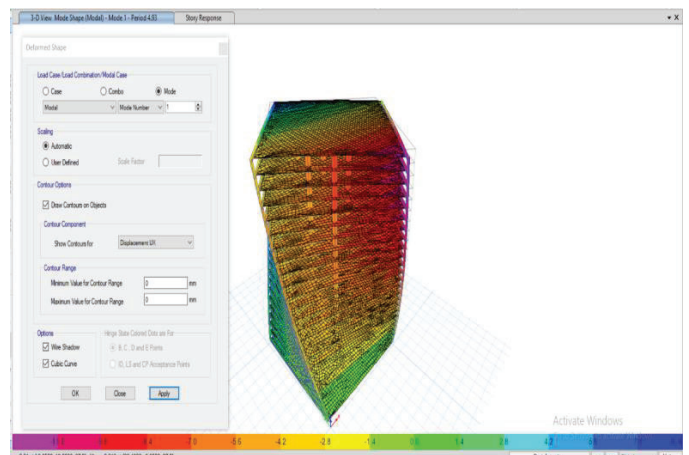 3-D View Mode Shape (Modal) - Mode 1 - Period 4.83
Story Response
Deformed Shape
Load Case/Load Combination/Modal Case
Case
Combo
Mode
Modal
Mode Number
1
Scaling
Automatic
User Defined
Scale Factor
Contour Options
Draw Contours on Objects
Contour Component
Show Contours for
Displacement UX
Contour Range
Minimum Value for Contour Range
0
mm
Maximum Value for Contour Range
0
mm
Options
Wire Shadow
Cubic Curve
Hinge State Colored Dots are For
B, C, D and E Points
IO, LS and CP Acceptance Points
OK
Close
Apply
Activate Windows
-7.0 -5.6 -4.2 -2.8 -1.4 1.4 2.8 4.2